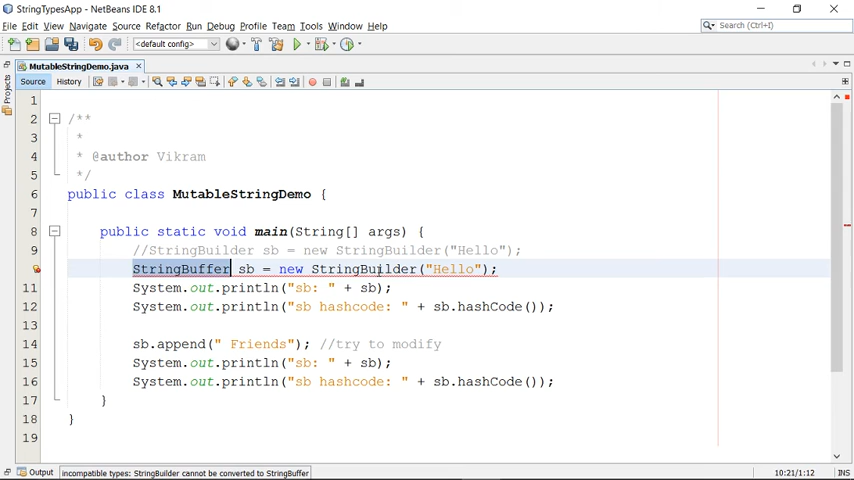 StringTypesApp - NetBeans IDE 8.1
File Edit View Navigate Source Refactor Run Debug Profile Team Tools Window Help
Search (Ctrl+I)
<default config>
MutableStringDemo.java
Projects
Source History
1
2 /**
3 *
4 * @author Vikram
5 */
6 public class MutableStringDemo {
7
8 public static void main(String[] args) {
9 //StringBuilder sb = new StringBuilder("Hello");
StringBuffer sb = new StringBuilder("Hello");
11 System.out.println("sb: " + sb);
12 System.out.println("sb hashcode: " + sb.hashCode());
13
14 sb.append(" Friends"); //try to modify
15 System.out.println("sb: " + sb);
16 System.out.println("sb hashcode: " + sb.hashCode());
17 }
18 }
19
Output
incompatible types: StringBuilder cannot be converted to StringBuffer
10:21/1:12
INS